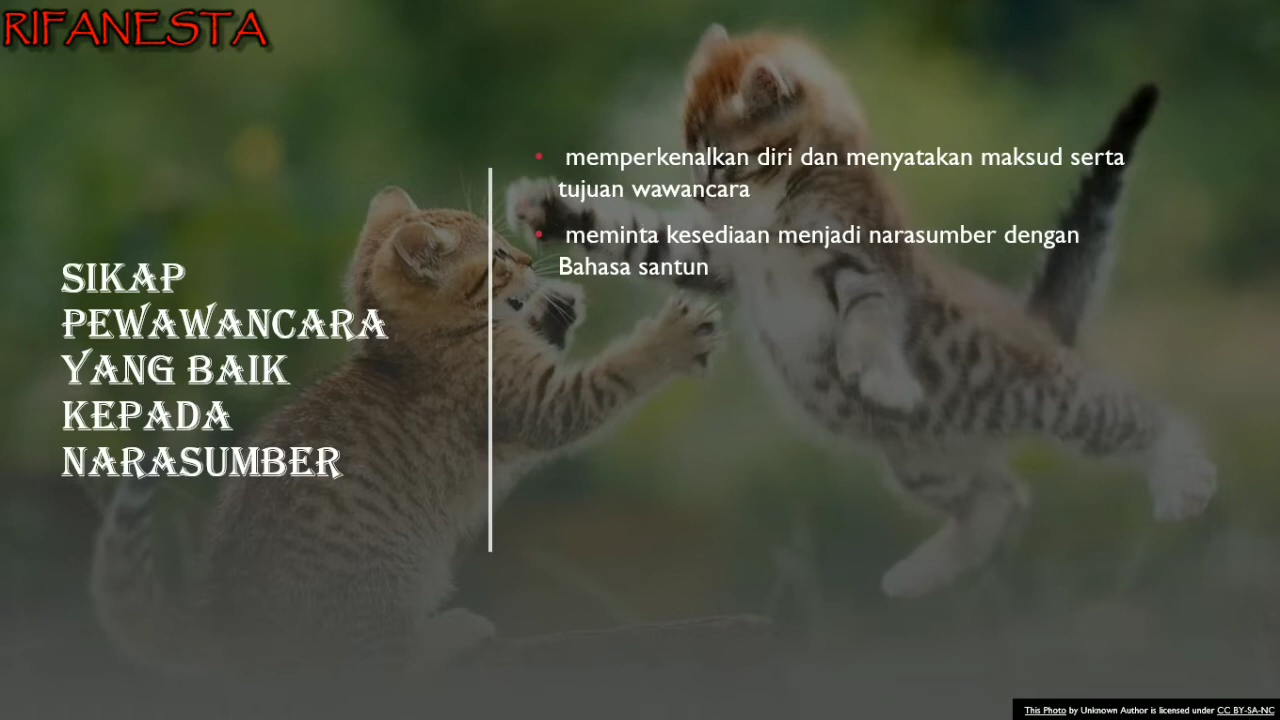 RIFANESTA
SIKAP
PEWAWANCARA
YANG BAIK
KEPADA
NARASUMBER
• memperkenalkan diri dan menyatakan maksud serta
tujuan wawancara
• meminta kesediaan menjadi narasumber dengan
Bahasa santun
This Photo by Unknown Author is licensed under CC BY-SA-NC